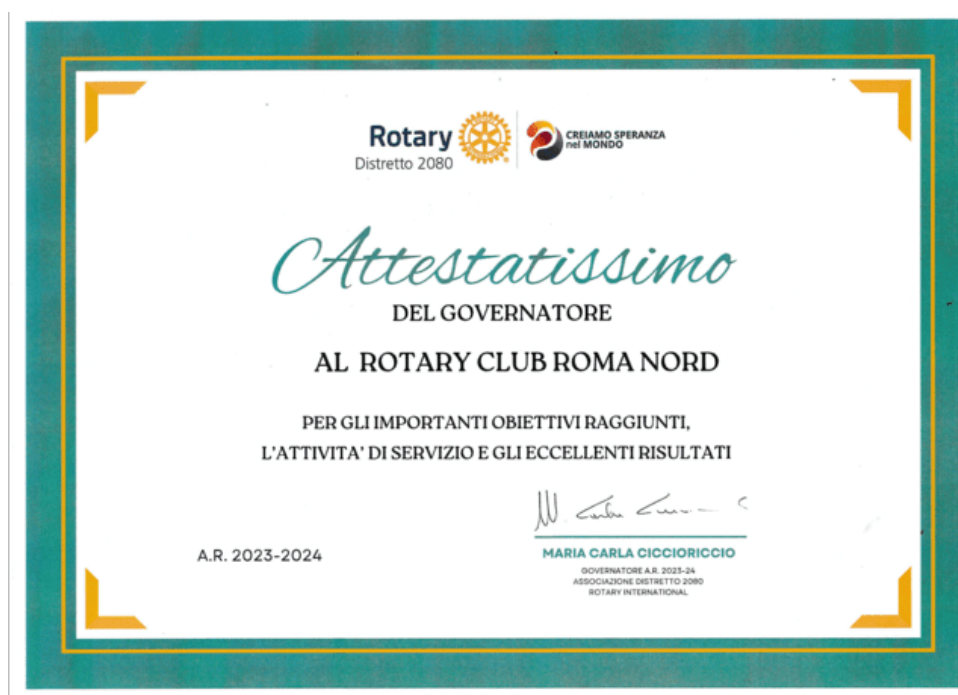 Rotary
Distretto 2080
CREIAMO SPERANZA
nel MONDO
Attestatissimo
DEL GOVERNATORE
AL ROTARY CLUB ROMA NORD
PER GLI IMPORTANTI OBIETTIVI RAGGIUNTI,
L'ATTIVITA' DI SERVIZIO E GLI ECCELLENTI RISULTATI
A.R. 2023-2024
MARIA CARLA CICCIORICCIO
GOVERNATORE A.R. 2023-24
ASSOCIAZIONE DISTRETTO 2080
ROTARY INTERNATIONAL